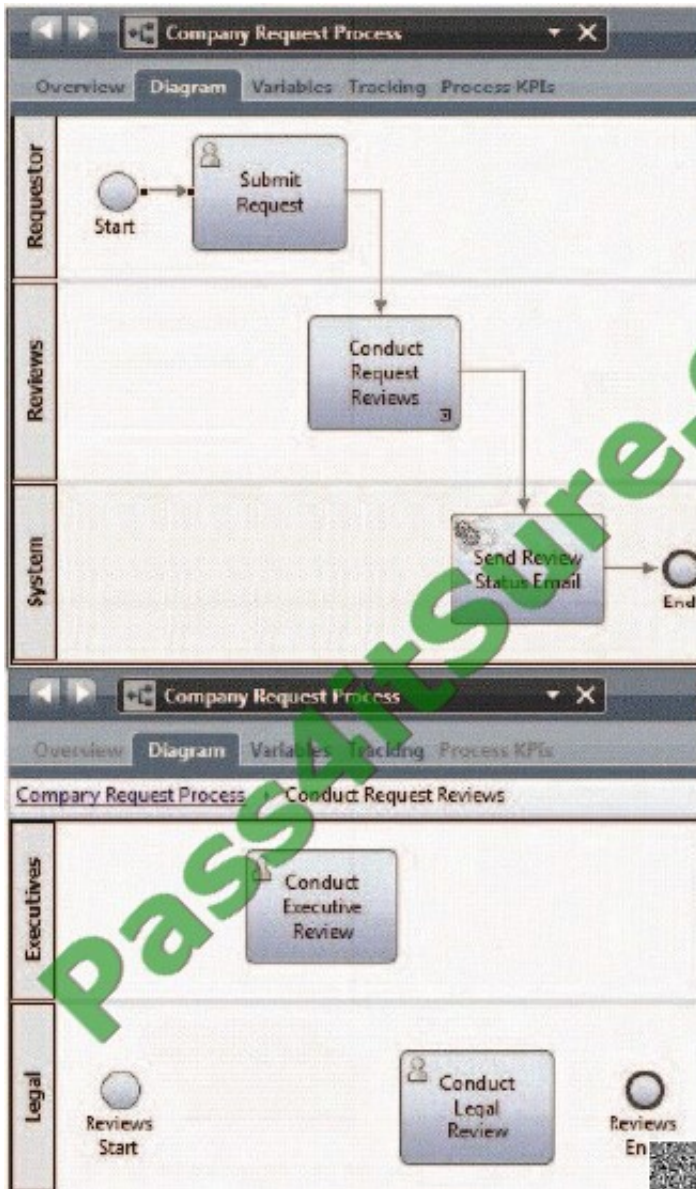 Company Request Process
Overview Diagram Variables Tracking Process KPIs
Requestor
Start
Submit
Request
Reviews
Conduct
Request
Reviews
System
Send Review
Status Email
End
Company Request Process
Overview Diagram Variables Tracking Process KPIs
Company Request Process Conduct Request Reviews
Executives
Conduct
Executive
Review
Legal
Reviews
Start
Conduct
Legal
Review
Reviews
En
Pass4itSure.